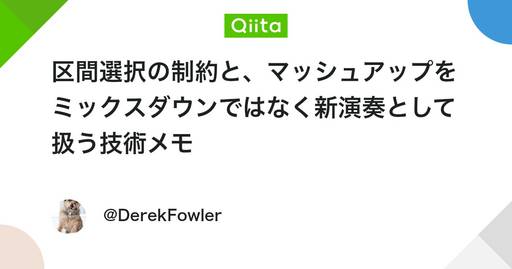 Qiita
区間選択の制約と、マッシュアップを
ミックスダウンではなく新演奏として
扱う技術メモ
@DerekFowler